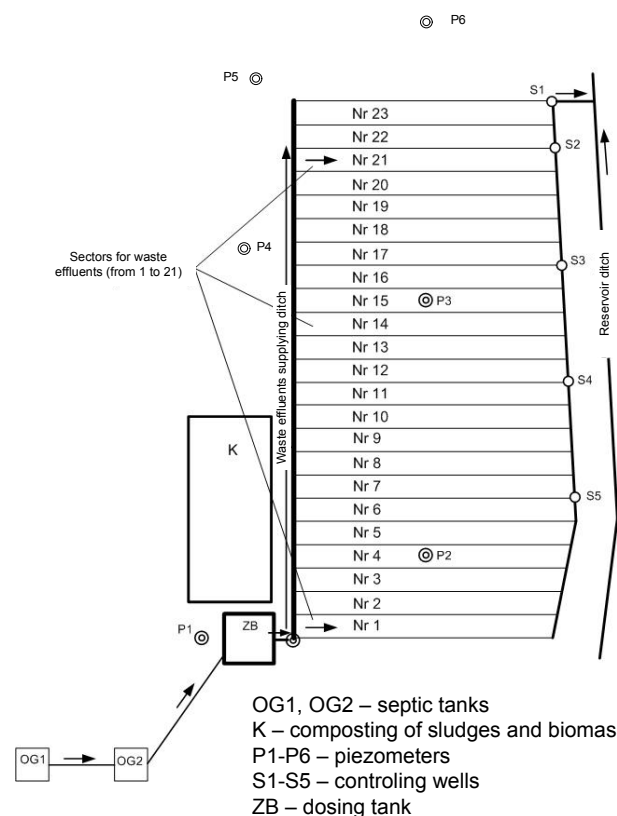 P6
P5
S1
Nr 23
Nr 22
S2
Nr 21
Nr 20
Nr 19
Nr 18
P4
Sectors for waste
effluents (from 1 to 21)
Nr 17
S3
Nr 16
Nr 15
P3
Nr 14
Nr 13
Nr 12
S4
Nr 11
Nr 10
Nr 9
Nr 8
Nr 7
S5
Nr 6
Nr 5
Nr 4
P2
Nr 3
Nr 2
Nr 1
Waste effluents supplying ditch
Reservoir ditch
K
P1
ZB
OG1
OG2
OG1, OG2 – septic tanks
K – composting of sludges and biomas
P1-P6 – piezometers
S1-S5 – controling wells
ZB – dosing tank